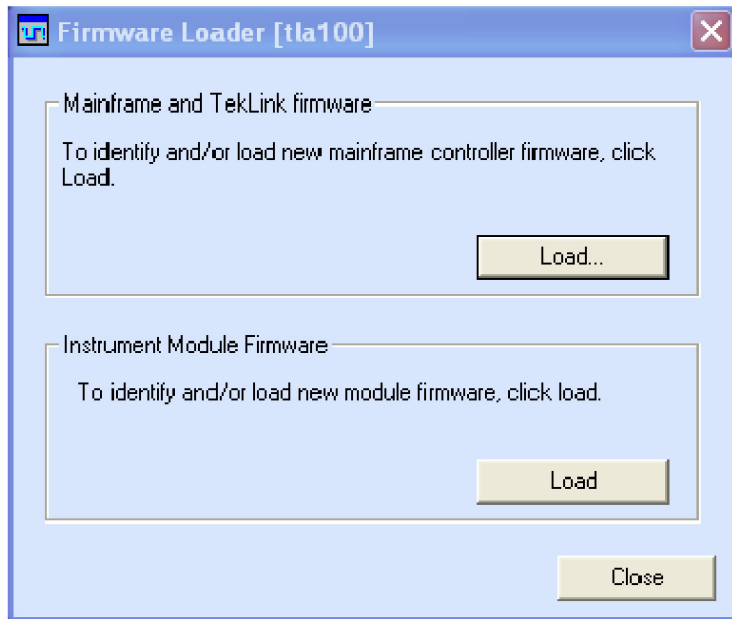 Firmware Loader [tla100]
Mainframe and TekLink firmware
To identify and/or load new mainframe controller firmware, click
Load.
Load...
Instrument Module Firmware
To identify and/or load new module firmware, click load.
Load
Close